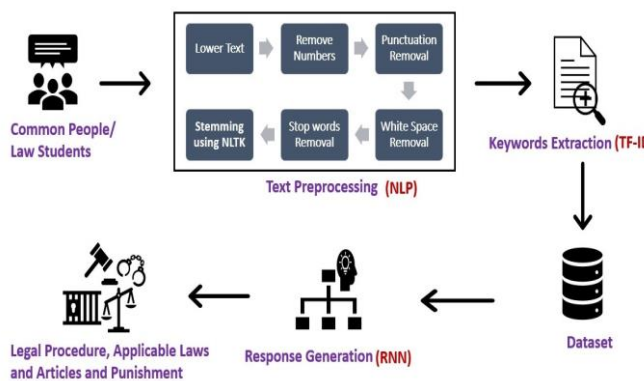 Lower Text
Remove
Numbers
Punctuation
Removal
Stemming
using NLTK
Stop words
Removal
White Space
Removal
Common People/
Law Students
Text Preprocessing (NLP)
Keywords Extraction (TF-I
Legal Procedure, Applicable Laws
and Articles and Punishment
Response Generation (RNN)
Dataset